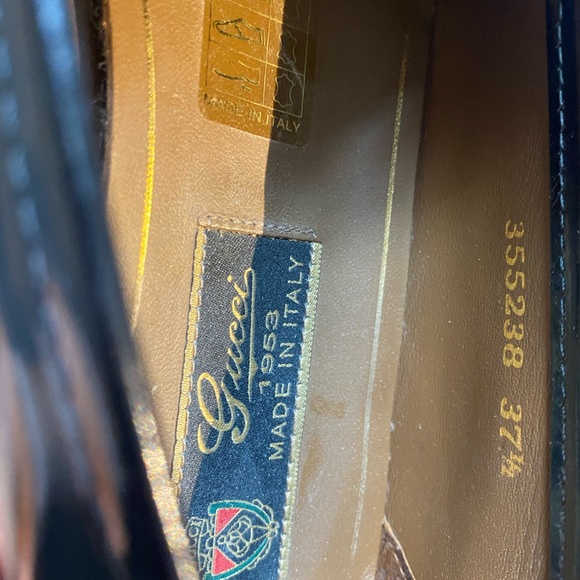 MADE IN ITALY
Gucci
1953
MADE IN ITALY
355238 37½